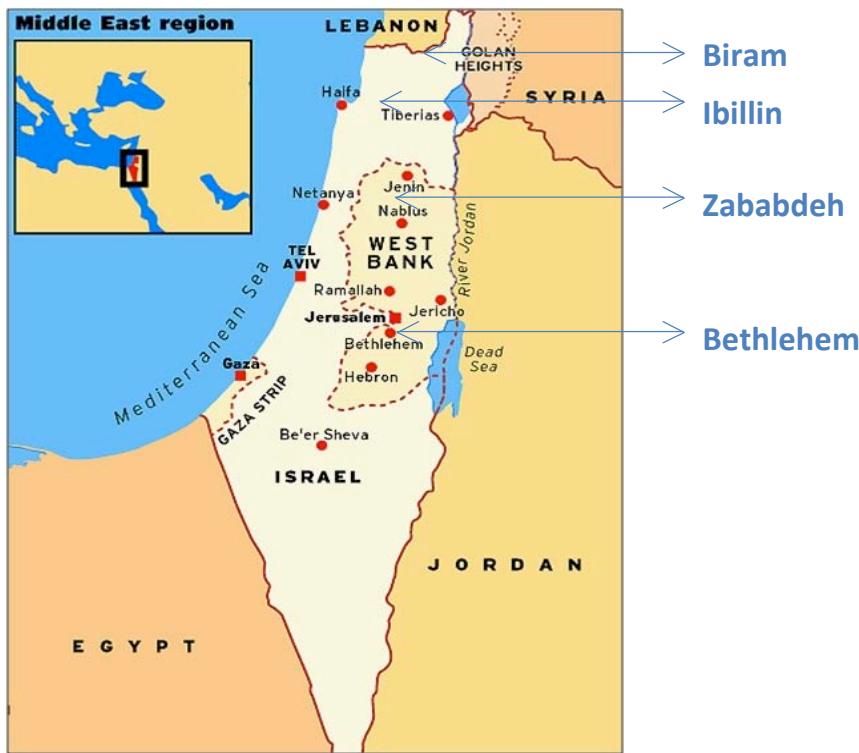 Middle East region
LEBANON
GOLAN
HEIGHTS
Biram
SYRIA
Haifa
Tiberias
Ibillin
Jenin
Netanya
Nablus
Zababdeh
WEST
BANK
TEL
AVIV
River Jordan
Ramallah
Jericho
Jerusalem
Bethlehem
Bethlehem
Mediterranean Sea
Dead
Sea
Gaza
Hebron
GAZA STRIP
Be'er Sheva
ISRAEL
JORDAN
EGYPT